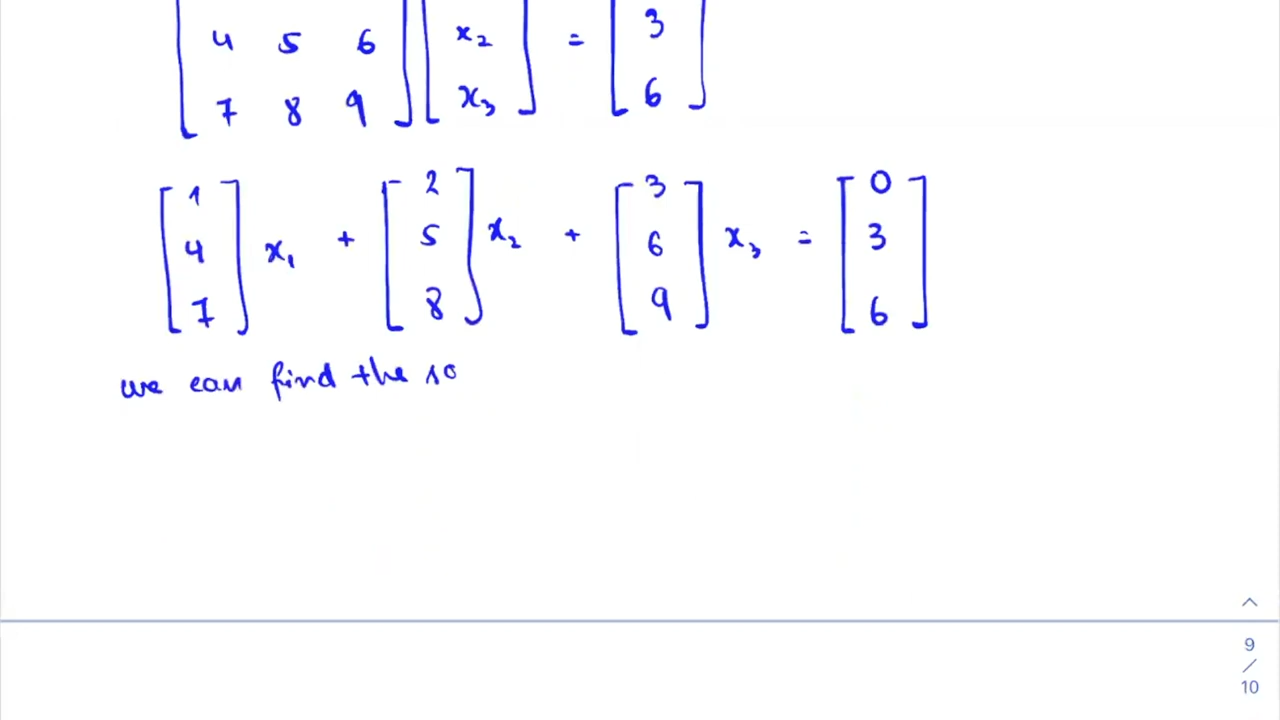 4 5 6 x₂ = 3
7 8 9 x₃ 6
1 2 3 0
4 x₁ + 5 x₂ + 6 x₃ = 3
7 8 9 6
we can find the so
9
/
10